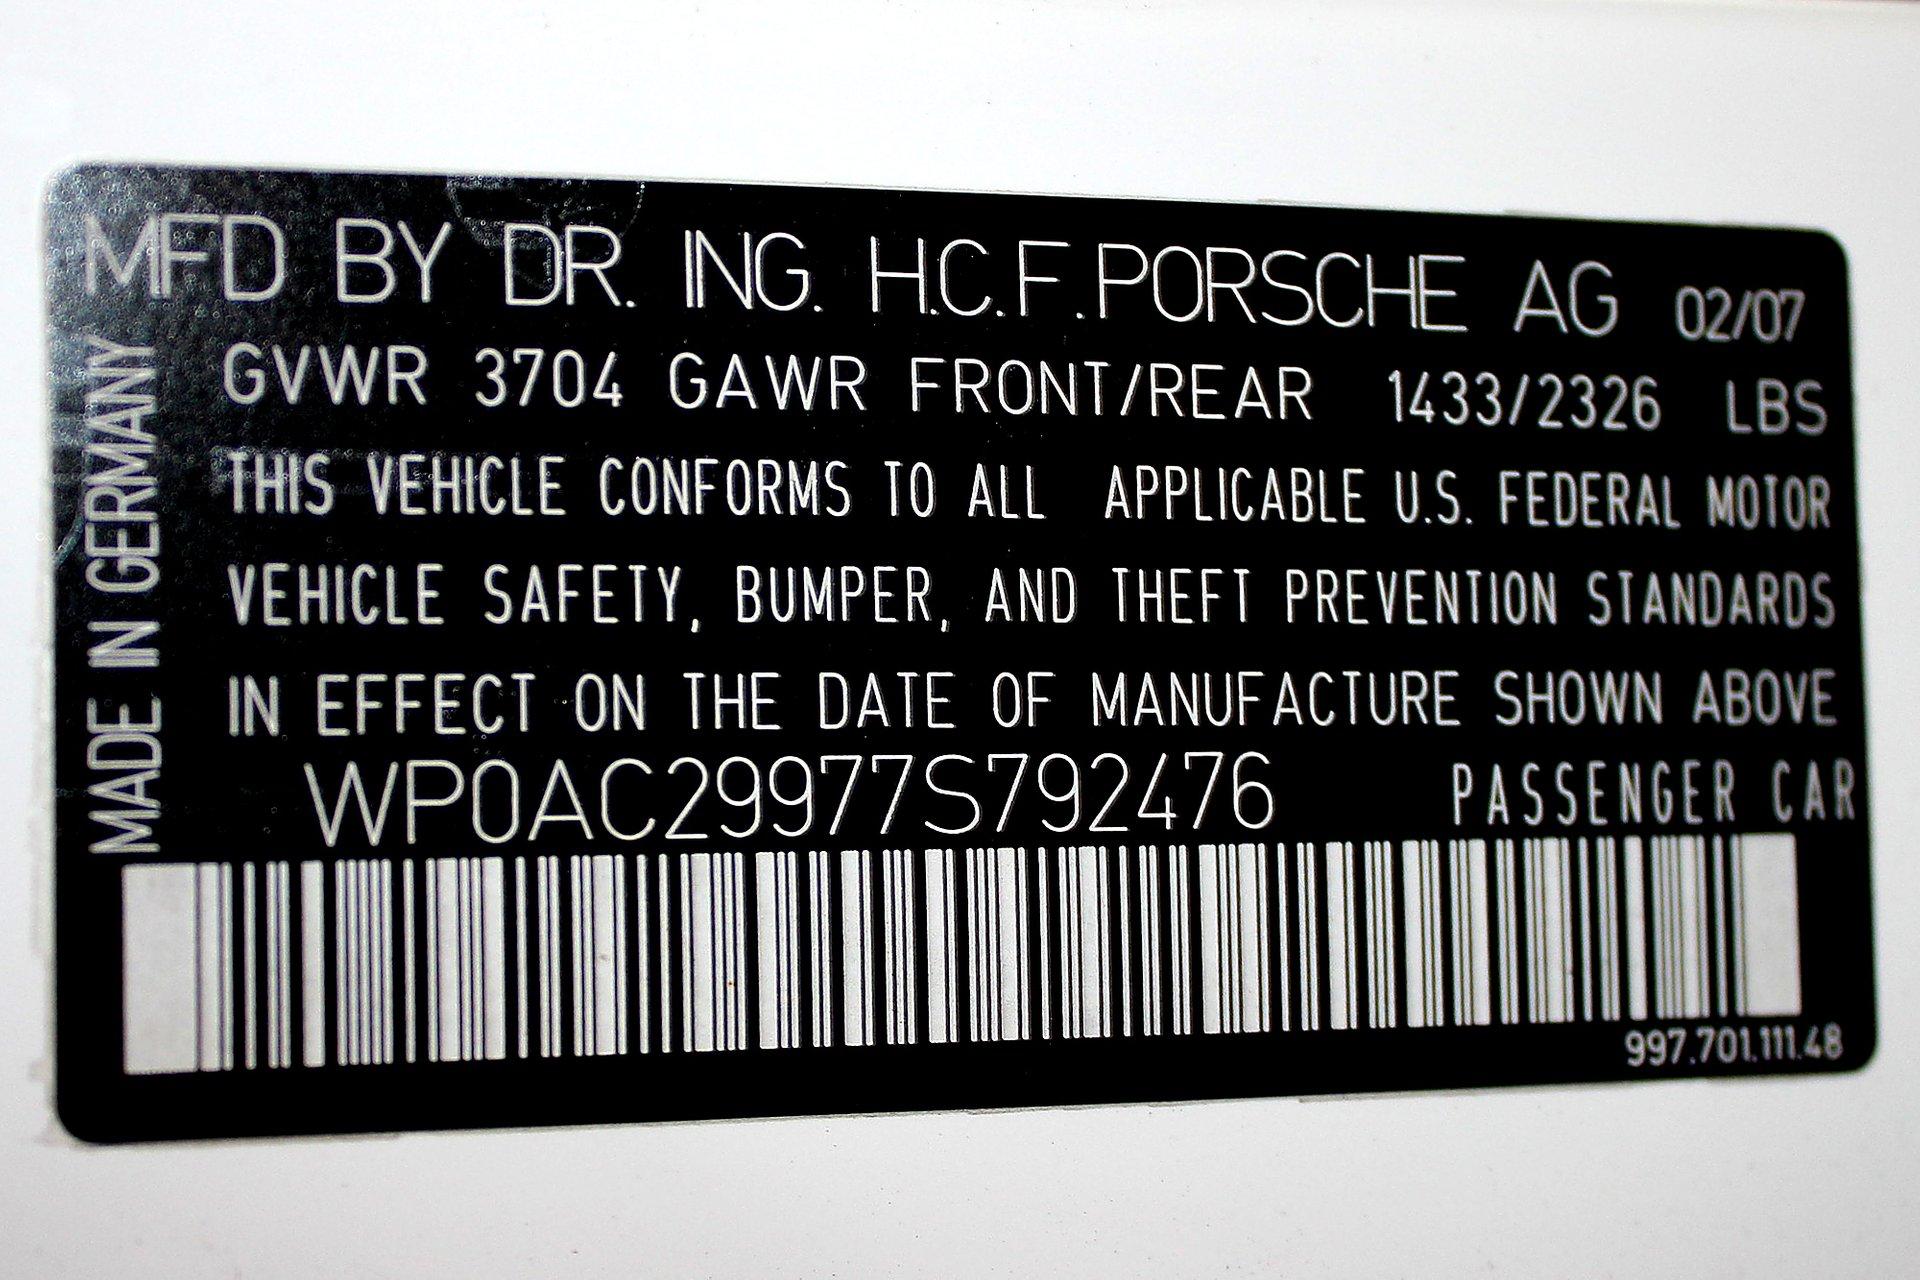 MFD BY DR. ING. H.C.F.PORSCHE AG 02/07
GVWR 3704 GAWR FRONT/REAR 1433/2326 LBS
THIS VEHICLE CONFORMS TO ALL APPLICABLE U.S. FEDERAL MOTOR
VEHICLE SAFETY, BUMPER, AND THEFT PREVENTION STANDARDS
IN EFFECT ON THE DATE OF MANUFACTURE SHOWN ABOVE
WP0AC29977S792476 PASSENGER CAR
997.701.111.48
MADE IN GERMANY